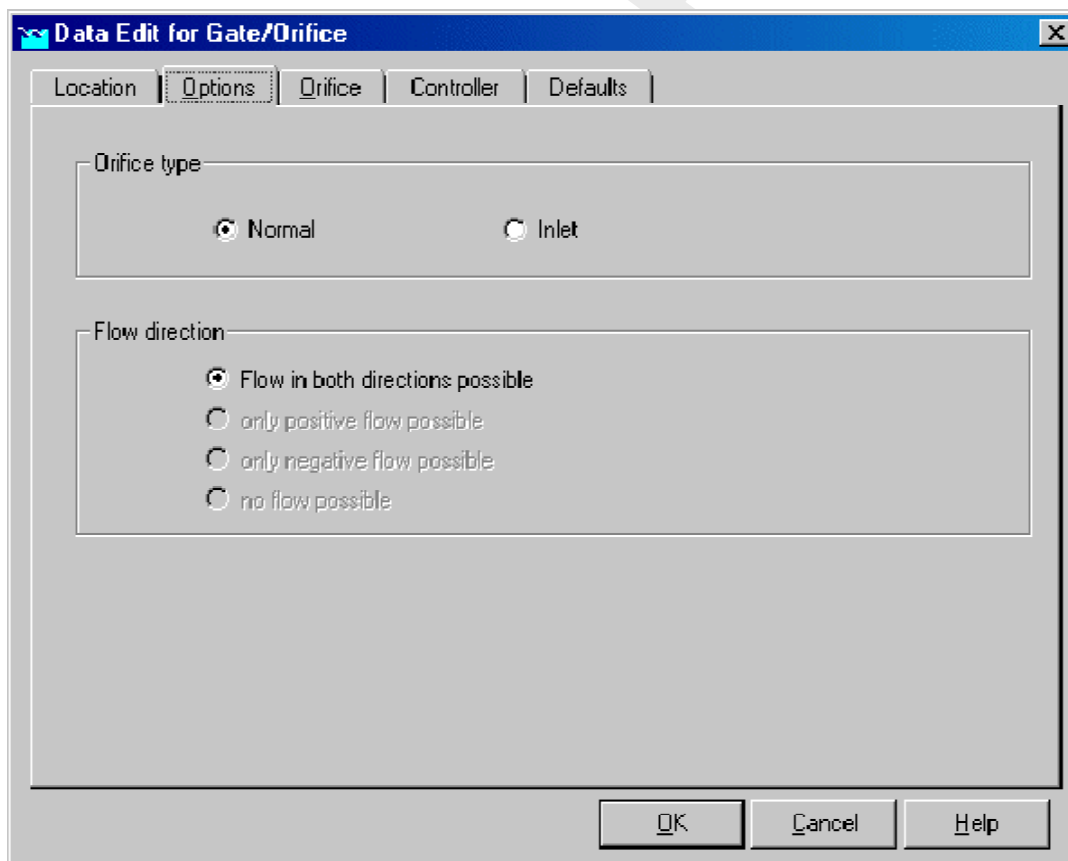 Data Edit for Gate/Orifice
Location Options Orifice Controller Defaults
Orifice type
Normal Inlet
Flow direction
Flow in both directions possible
only positive flow possible
only negative flow possible
no flow possible
OK Cancel Help